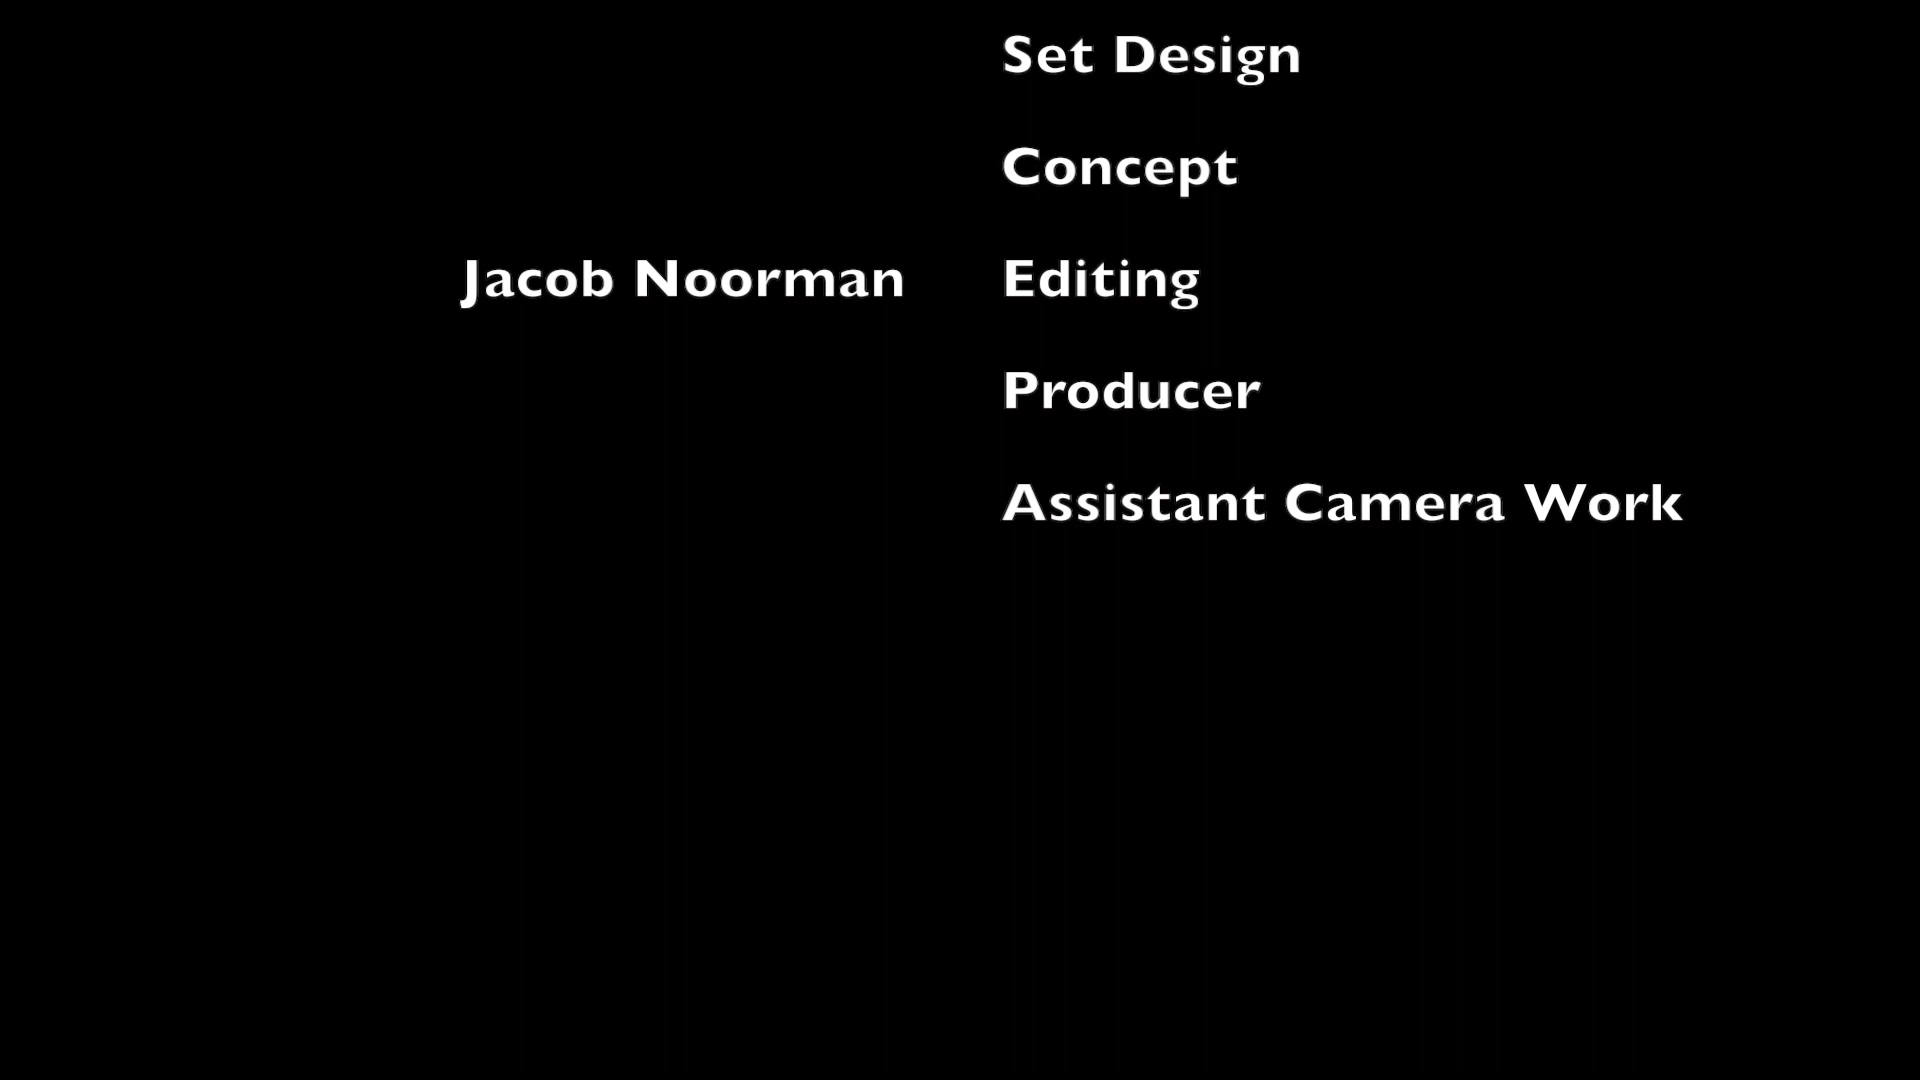 Set Design
Concept
Jacob Noorman Editing
Producer
Assistant Camera Work